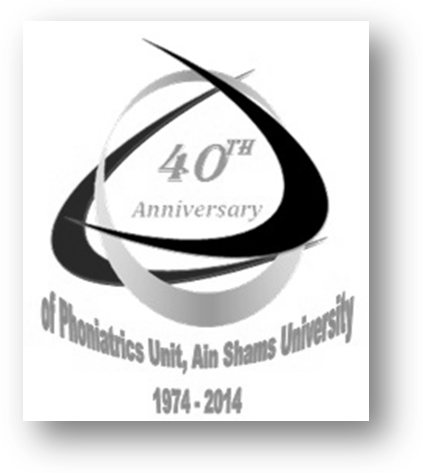 40TH
Anniversary
of Phoniatrics Unit, Ain Shams University
1974 - 2014